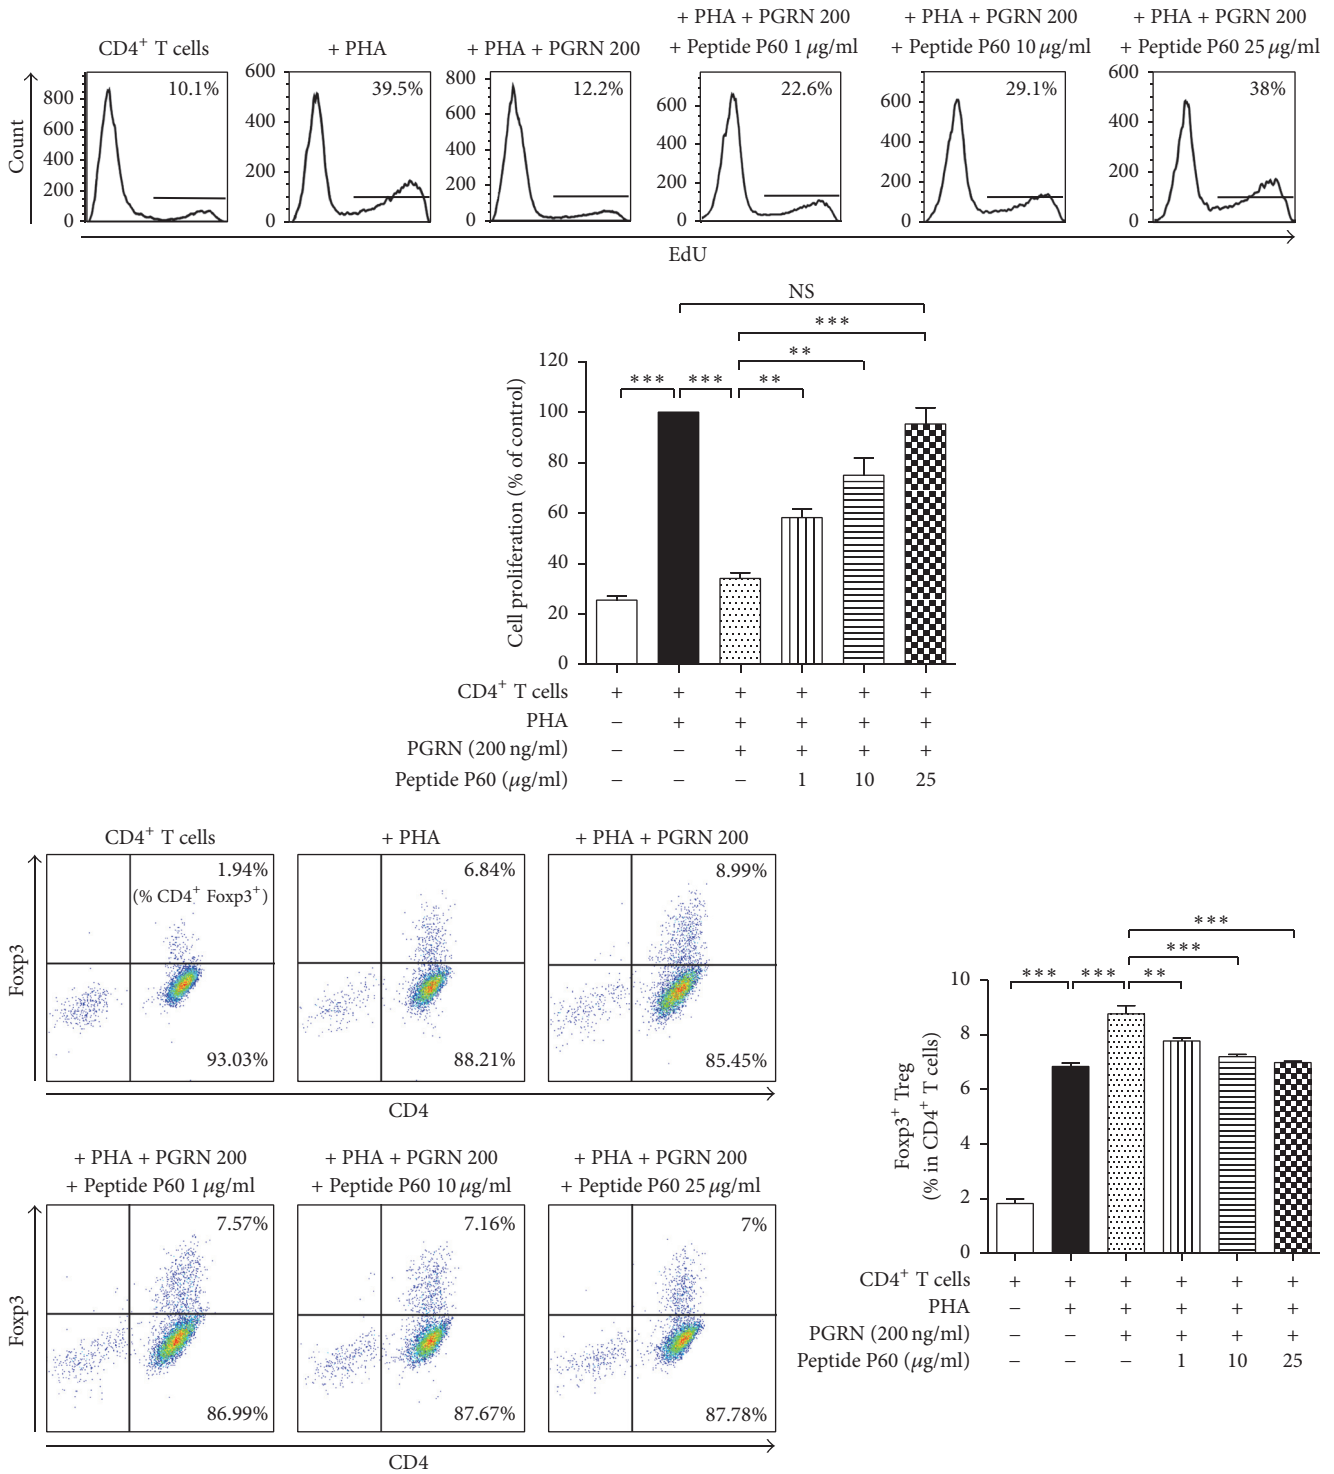 CD4⁺ T cells
10.1%
+ PHA
39.5%
+ PHA + PGRN 200
12.2%
+ PHA + PGRN 200
+ Peptide P60 1 μg/ml
22.6%
+ PHA + PGRN 200
+ Peptide P60 10 μg/ml
29.1%
+ PHA + PGRN 200
+ Peptide P60 25 μg/ml
38%
Count
800
600
400
200
0
600
400
200
0
800
600
400
200
0
600
400
200
0
600
400
200
0
600
400
200
0
EdU
NS
***
**
*** *** **
Cell proliferation (% of control)
120
100
80
60
40
20
0
CD4⁺ T cells + + + + + +
PHA − + + + + +
PGRN (200 ng/ml) − − + + + +
Peptide P60 (μg/ml) − − − 1 10 25
CD4⁺ T cells
1.94%
(% CD4⁺ Foxp3⁺)
93.03%
+ PHA
6.84%
88.21%
+ PHA + PGRN 200
8.99%
85.45%
Foxp3
CD4
+ PHA + PGRN 200
+ Peptide P60 1 μg/ml
7.57%
86.99%
+ PHA + PGRN 200
+ Peptide P60 10 μg/ml
7.16%
87.67%
+ PHA + PGRN 200
+ Peptide P60 25 μg/ml
7%
87.78%
Foxp3
CD4
***
***
*** *** **
Foxp3⁺ Treg
(% in CD4⁺ T cells)
10
8
6
4
2
0
CD4⁺ T cells + + + + + +
PHA − + + + + +
PGRN (200 ng/ml) − − + + + +
Peptide P60 (μg/ml) − − − 1 10 25